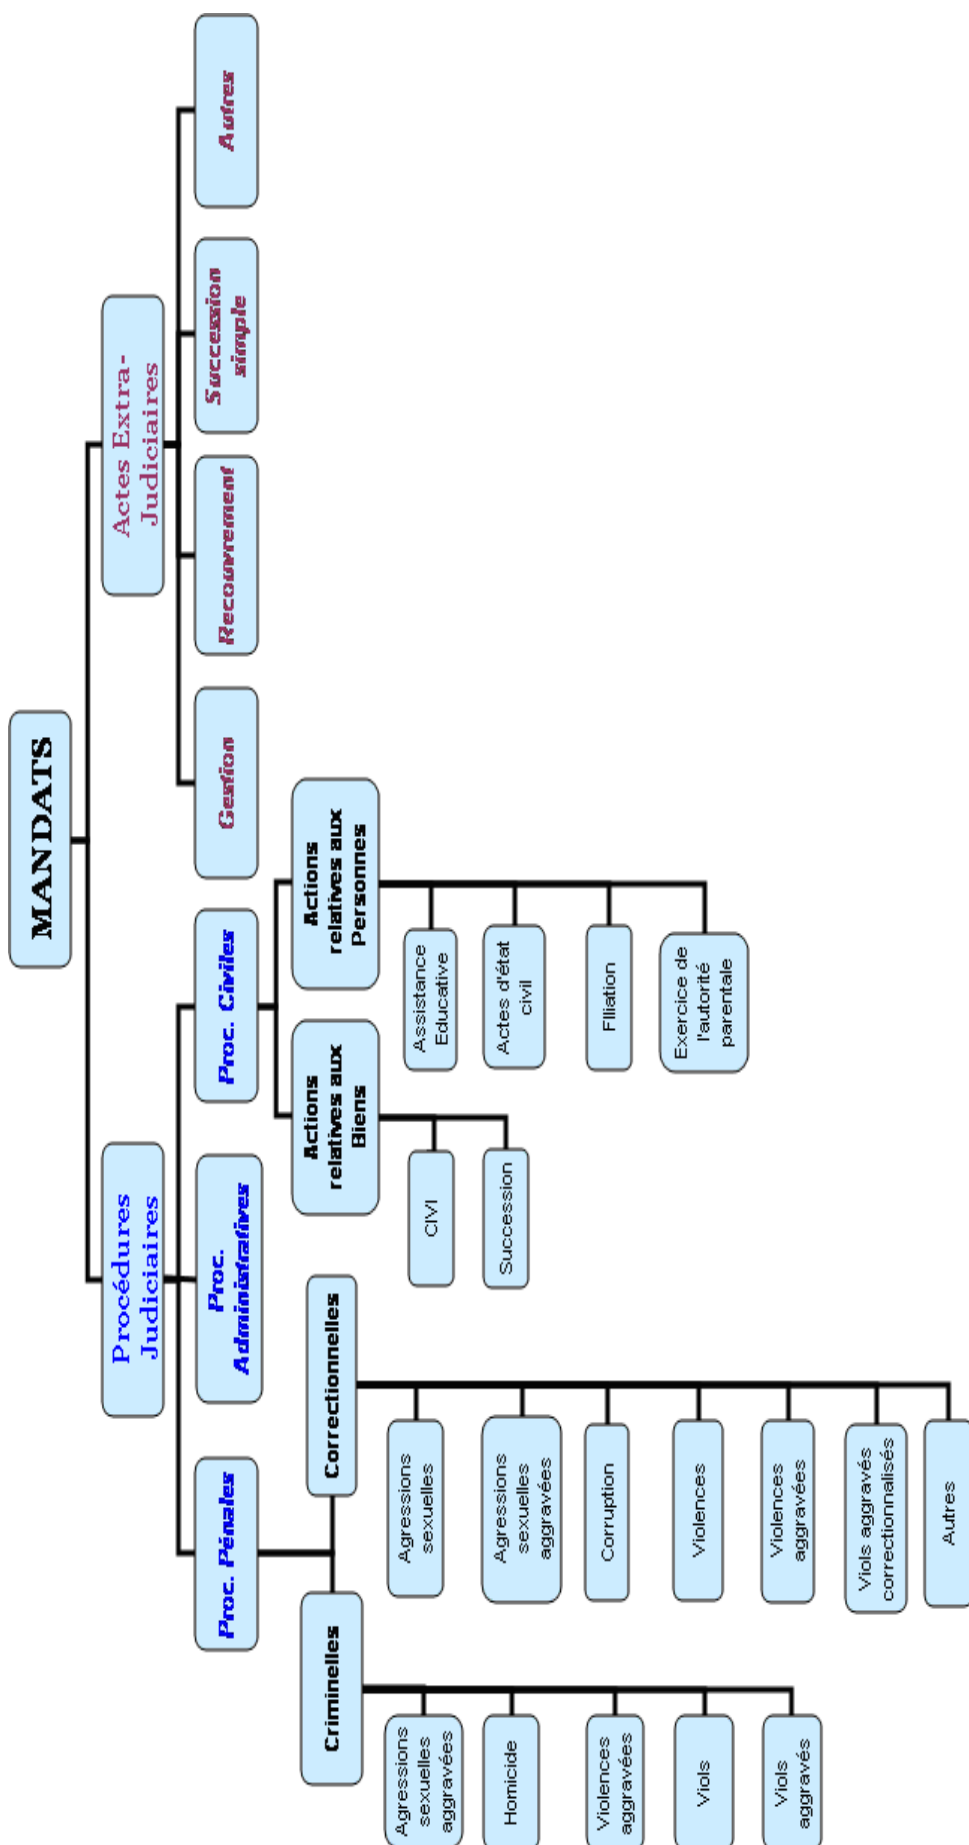 MANDATS
Procédures
Judiciaires
Actes Extra-
Judiciaires
Proc. Pénales
Proc.
Administratives
Proc. Civiles
Gestion
Recouvrement
Succession
simple
Autres
Criminelles
Correctionnelles
Actions
relatives aux
Biens
Actions
relatives aux
Personnes
Agressions
sexuelles
aggravées
Homicide
Violences
aggravées
Viols
Viols
aggravés
Agressions
sexuelles
Agressions
sexuelles
aggravées
Corruption
Violences
Violences
aggravées
Viols aggravés
correctionnalisés
Autres
CIVI
Succession
Assistance
Educative
Actes d'état
civil
FIliation
Exercice de
l'autorité
parentale